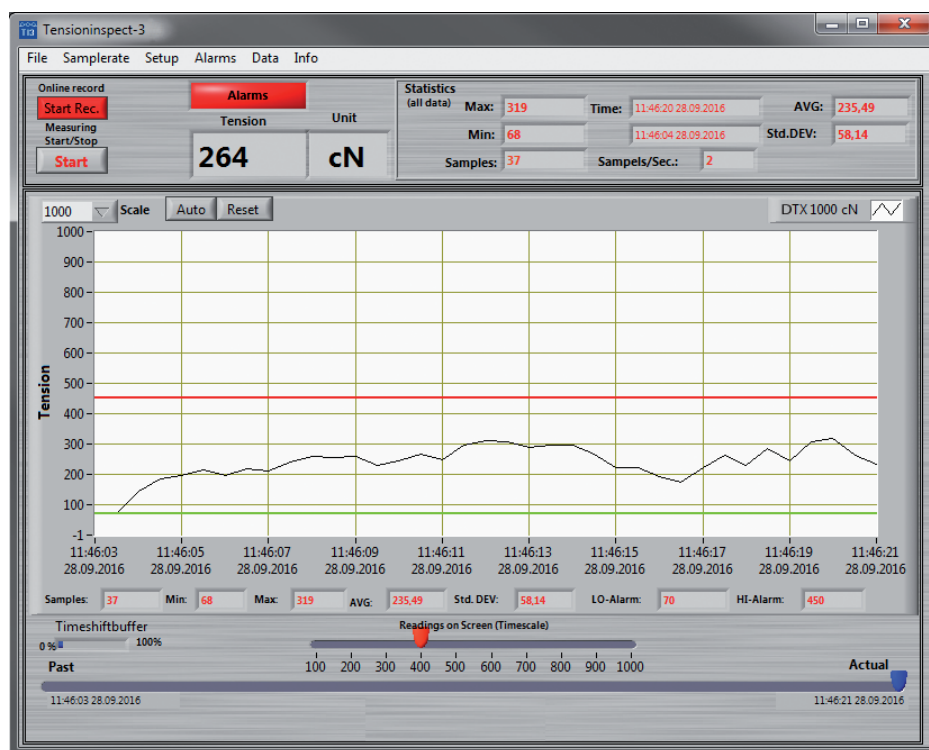 Tensioninspect-3
File Samplerate Setup Alarms Data Info
Online record
Start Rec.
Measuring
Start/Stop
Start
Alarms
Tension Unit
264 cN
Statistics
(all data) Max: 319 Time: 11:46:20 28.09.2016 AVG: 235,49
Min: 68 11:46:04 28.09.2016 Std.DEV: 58,14
Samples: 37 Sampels/Sec.: 2
1000 Scale Auto Reset DTX 1000 cN
Tension
1000
900
800
700
600
500
400
300
200
100
-1
11:46:03 11:46:05 11:46:07 11:46:09 11:46:11 11:46:13 11:46:15 11:46:17 11:46:19 11:46:21
28.09.2016 28.09.2016 28.09.2016 28.09.2016 28.09.2016 28.09.2016 28.09.2016 28.09.2016 28.09.2016 28.09.2016
Samples: 37 Min: 68 Max: 319 AVG: 235,49 Std. DEV: 58,14 LO-Alarm: 70 HI-Alarm: 450
Timeshiftbuffer
0 % 100%
Readings on Screen (Timescale)
100 200 300 400 500 600 700 800 900 1000
Past Actual
11:46:03 28.09.2016 11:46:21 28.09.2016